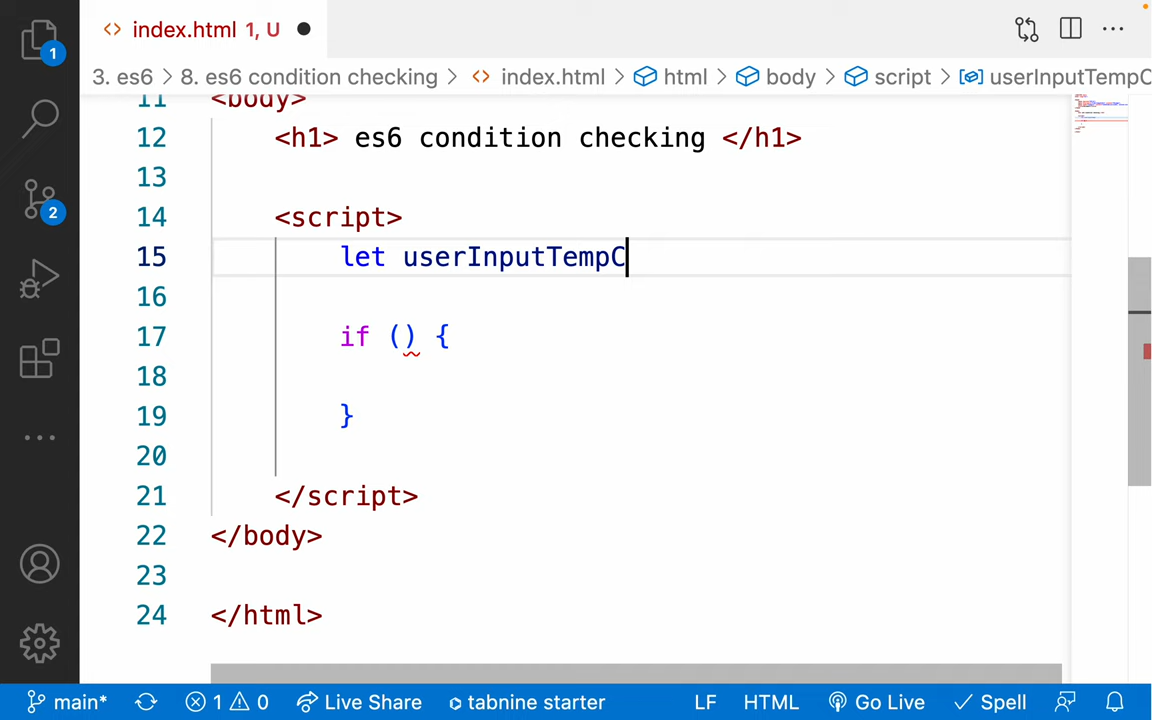 index.html 1, U
1
3. es6 > 8. es6 condition checking > index.html > html > body > script > userInputTempC
11 <body>
12 <h1> es6 condition checking </h1>
13
14 <script>
2
15 let userInputTempC
16
17 if () {
18
19 }
20
21 </script>
22 </body>
23
24 </html>
main* 1 0 Live Share tabnine starter LF HTML Go Live Spell